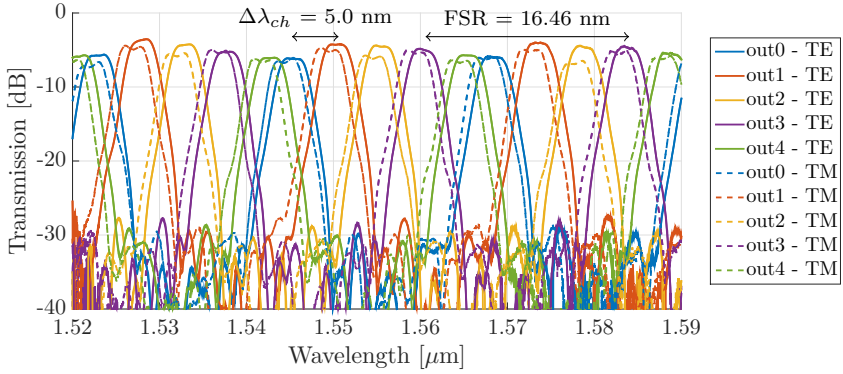 Δλch = 5.0 nm
FSR = 16.46 nm
0
-10
-20
-30
-40
Transmission [dB]
1.52
1.53
1.54
1.55
1.56
1.57
1.58
1.59
Wavelength [μm]
out0 - TE
out1 - TE
out2 - TE
out3 - TE
out4 - TE
out0 - TM
out1 - TM
out2 - TM
out3 - TM
out4 - TM